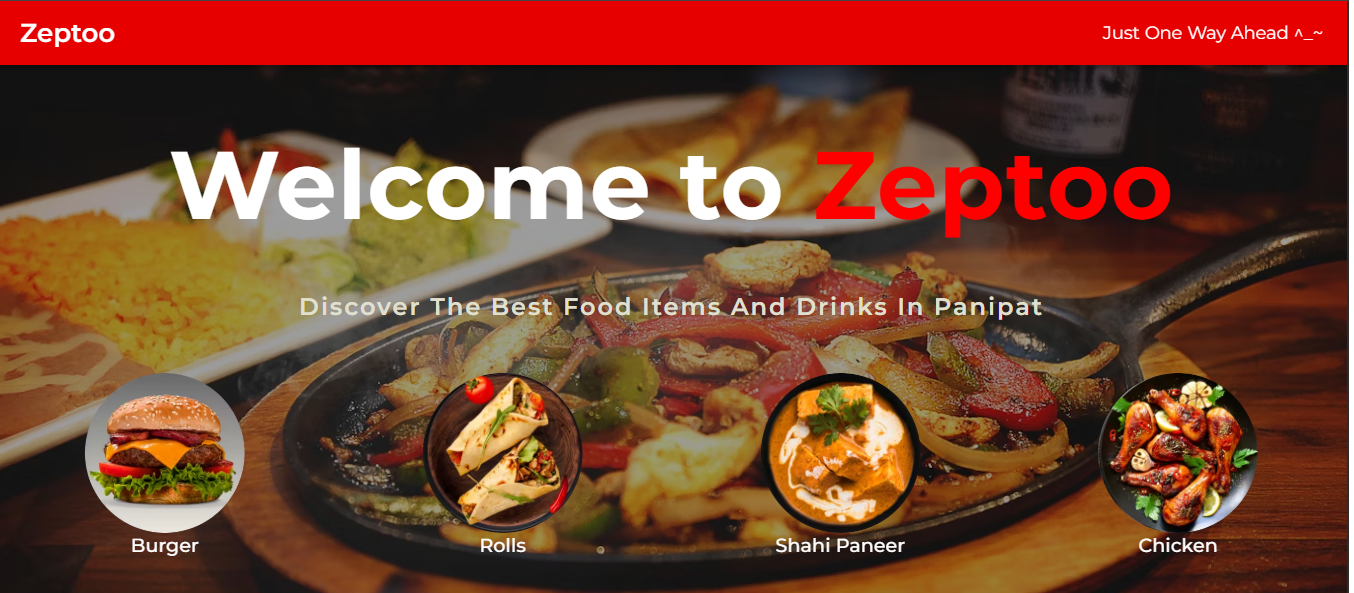 Zeptoo
Just One Way Ahead ^_~
Welcome to Zeptoo
Discover The Best Food Items And Drinks In Panipat
Burger
Rolls
Shahi Paneer
Chicken